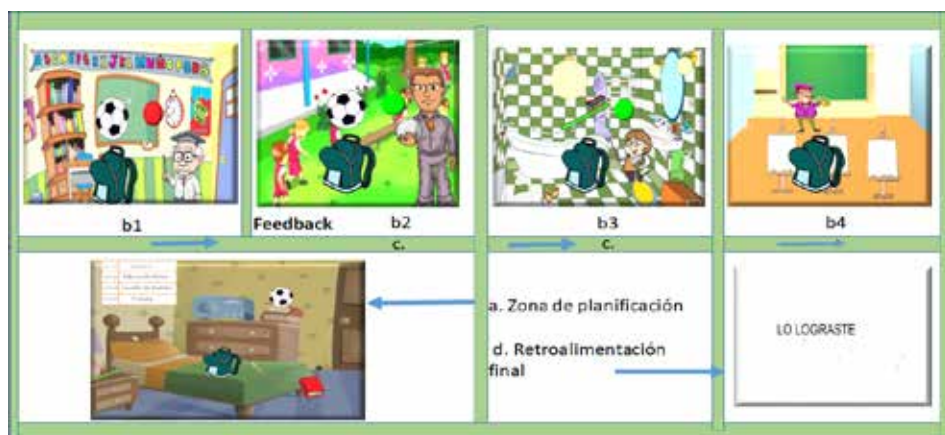 b1
Feedback
b2
b3
b4
c.
c.
a. Zona de planificación
d. Retroalimentación
final
LO LOGRASTE